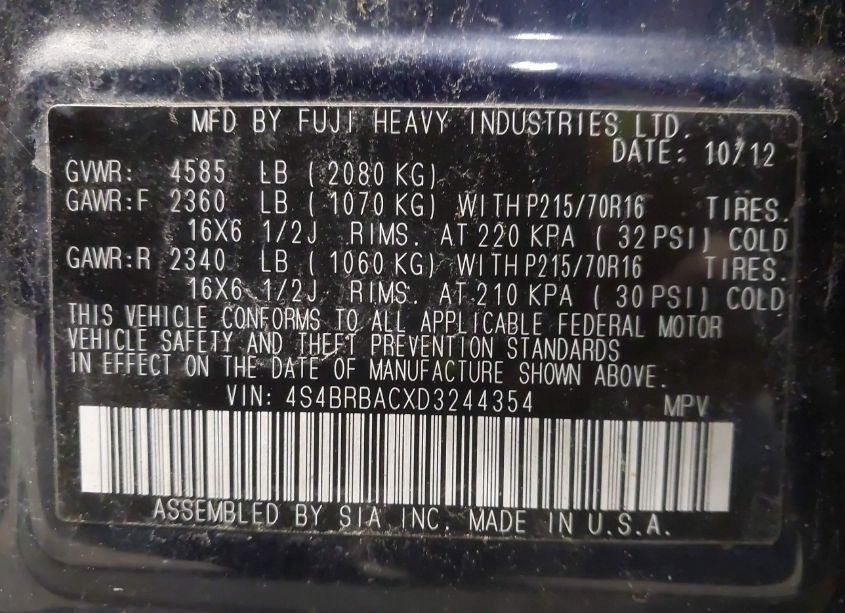 MFD BY FUJI HEAVY INDUSTRIES LTD.
DATE: 10/12
GVWR: 4585 LB ( 2080 KG)
GAWR:F 2360 LB ( 1070 KG) WITH P215/70R16 TIRES.
16X6 1/2J RIMS. AT 220 KPA ( 32 PSI) COLD
GAWR:R 2340 LB ( 1060 KG) WITH P215/70R16 TIRES.
16X6 1/2J RIMS. AT 210 KPA ( 30 PSI) COLD
THIS VEHICLE CONFORMS TO ALL APPLICABLE FEDERAL MOTOR
VEHICLE SAFETY AND THEFT PREVENTION STANDARDS
IN EFFECT ON THE DATE OF MANUFACTURE SHOWN ABOVE.
VIN: 4S4BRBACXD3244354 MPV
ASSEMBLED BY SIA INC. MADE IN U.S.A.